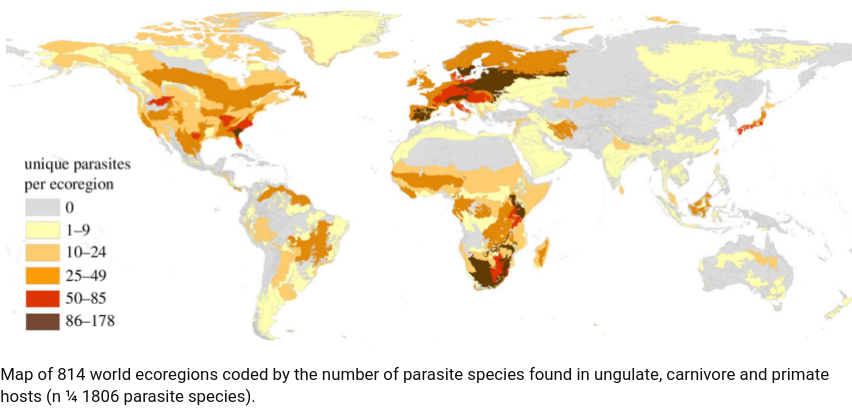 unique parasites
per ecoregion
0
1–9
10–24
25–49
50–85
86–178
Map of 814 world ecoregions coded by the number of parasite species found in ungulate, carnivore and primate
hosts (n ¼ 1806 parasite species).